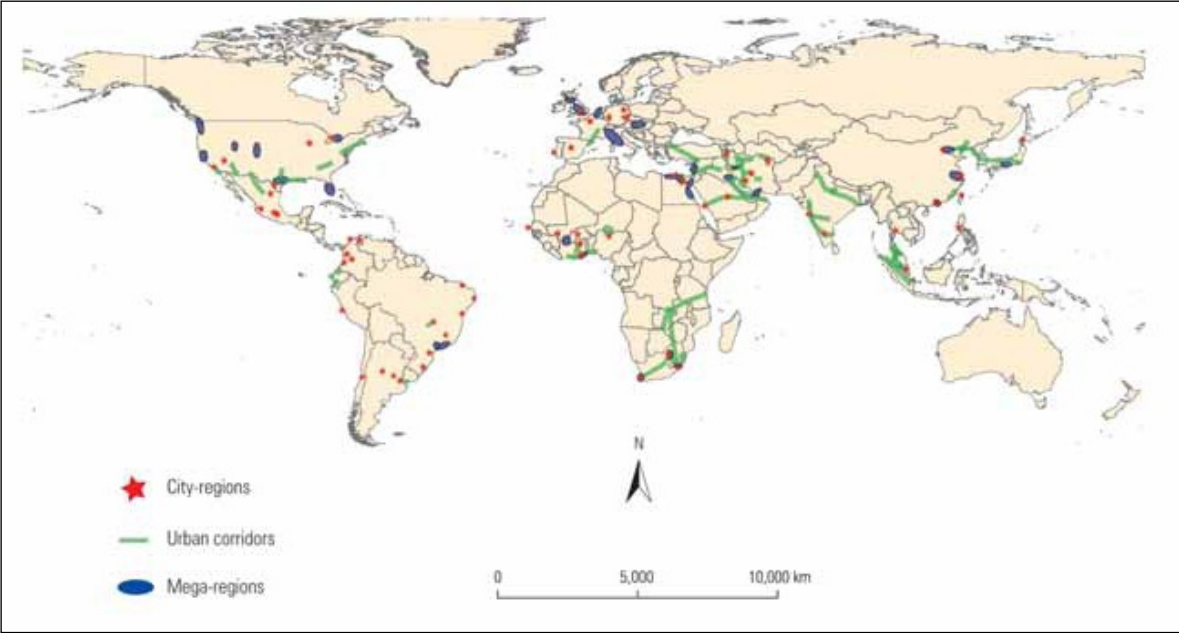 N
City-regions
Urban corridors
Mega-regions
0 5,000 10,000 km